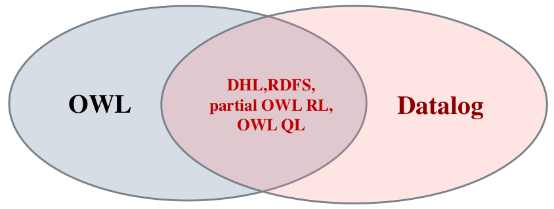 OWL
DHL,RDFS,
partial OWL RL,
OWL QL
Datalog